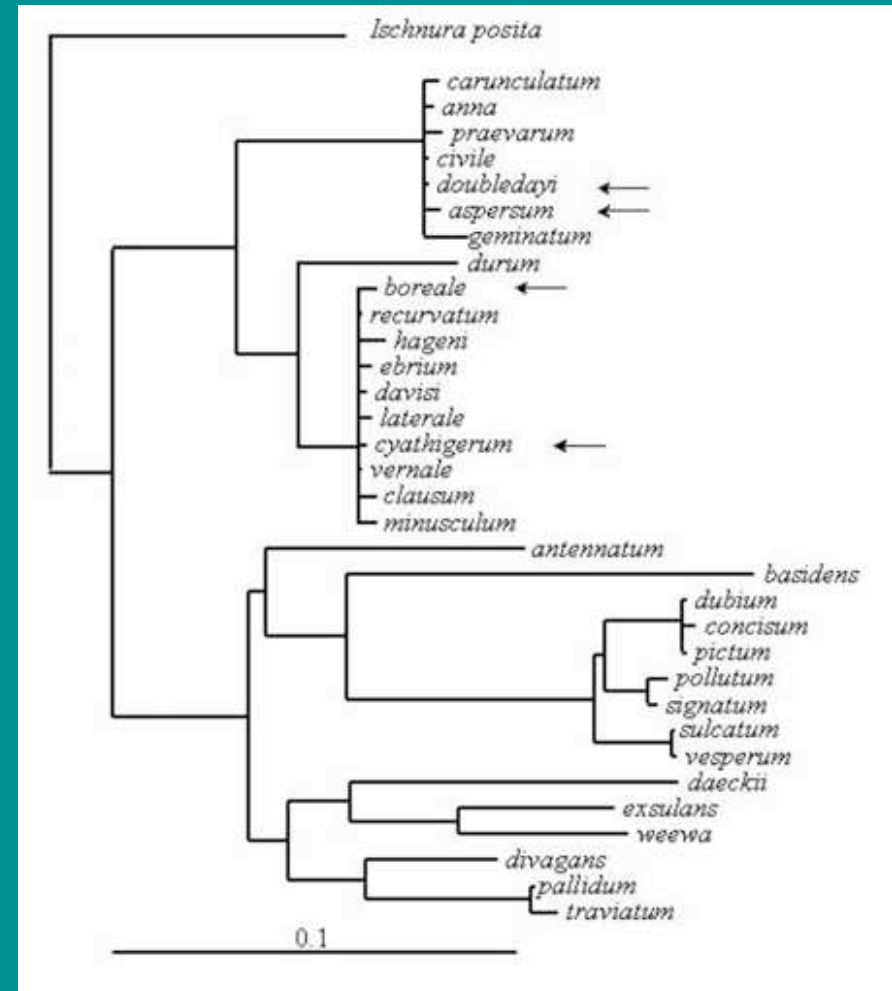 Ischnura posita
carunculatum
anna
praevarum
civile
doubledayi
aspersum
geminatum
durum
boreale
recurvatum
hageni
ebrium
davisi
laterale
cyathigerum
vernale
clausum
minusculum
antennatum
basidens
dubium
concisum
pictum
pollutum
signatum
sulcatum
vesperum
daeckii
exsulans
weewa
divagans
pallidum
traviatum
0.1